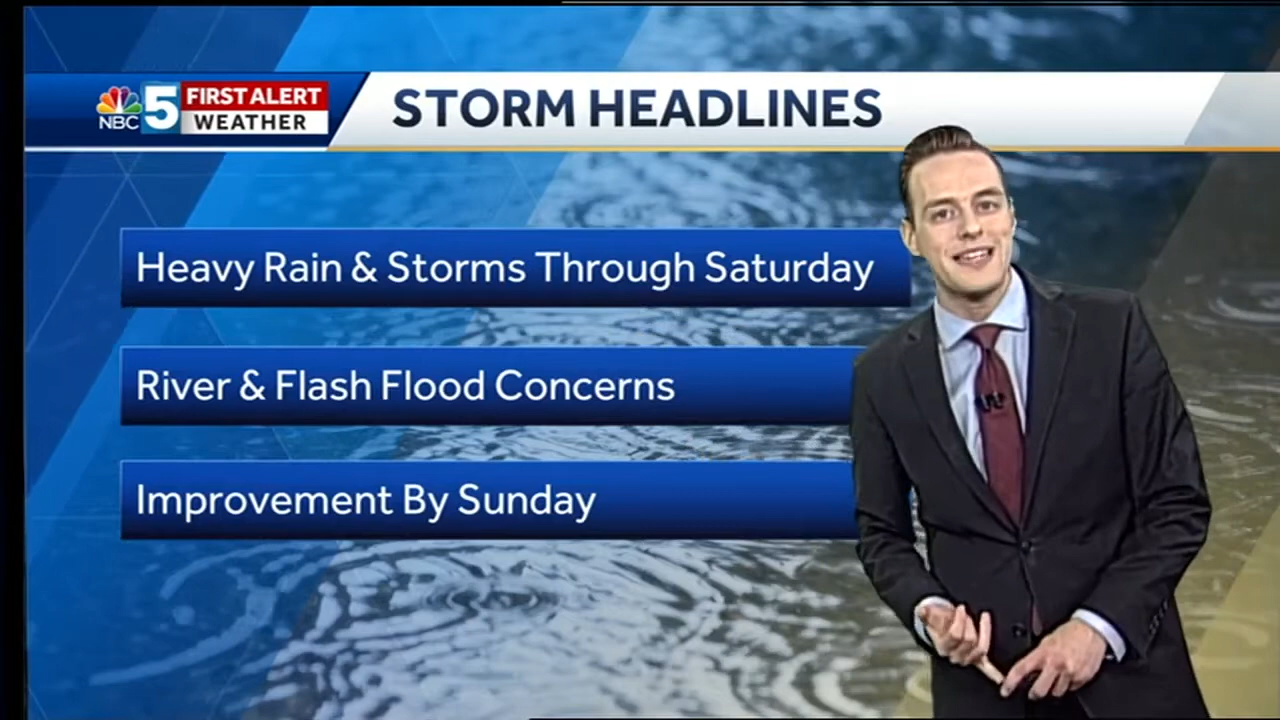 NBC 5 FIRST ALERT WEATHER
STORM HEADLINES
Heavy Rain & Storms Through Saturday
River & Flash Flood Concerns
Improvement By Sunday